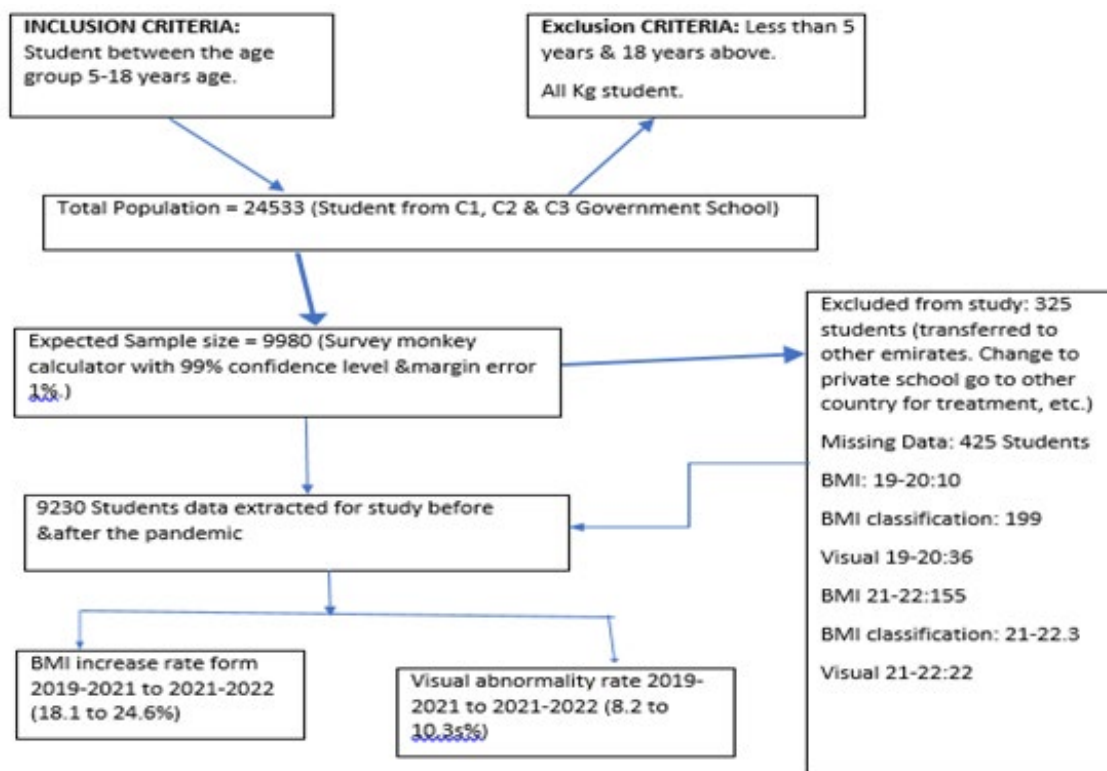 INCLUSION CRITERIA:
Student between the age
group 5-18 years age.
Exclusion CRITERIA: Less than 5
years & 18 years above.
All Kg student.
Total Population = 24533 (Student from C1, C2 & C3 Government School)
Expected Sample size = 9980 (Survey monkey
calculator with 99% confidence level &margin error
1%.)
Excluded from study: 325
students (transferred to
other emirates. Change to
private school go to other
country for treatment, etc.)
Missing Data: 425 Students
BMI: 19-20:10
BMI classification: 199
Visual 19-20:36
BMI 21-22:155
BMI classification: 21-22.3
Visual 21-22:22
9230 Students data extracted for study before
&after the pandemic
BMI increase rate form
2019-2021 to 2021-2022
(18.1 to 24.6%)
Visual abnormality rate 2019-
2021 to 2021-2022 (8.2 to
10.3s%)